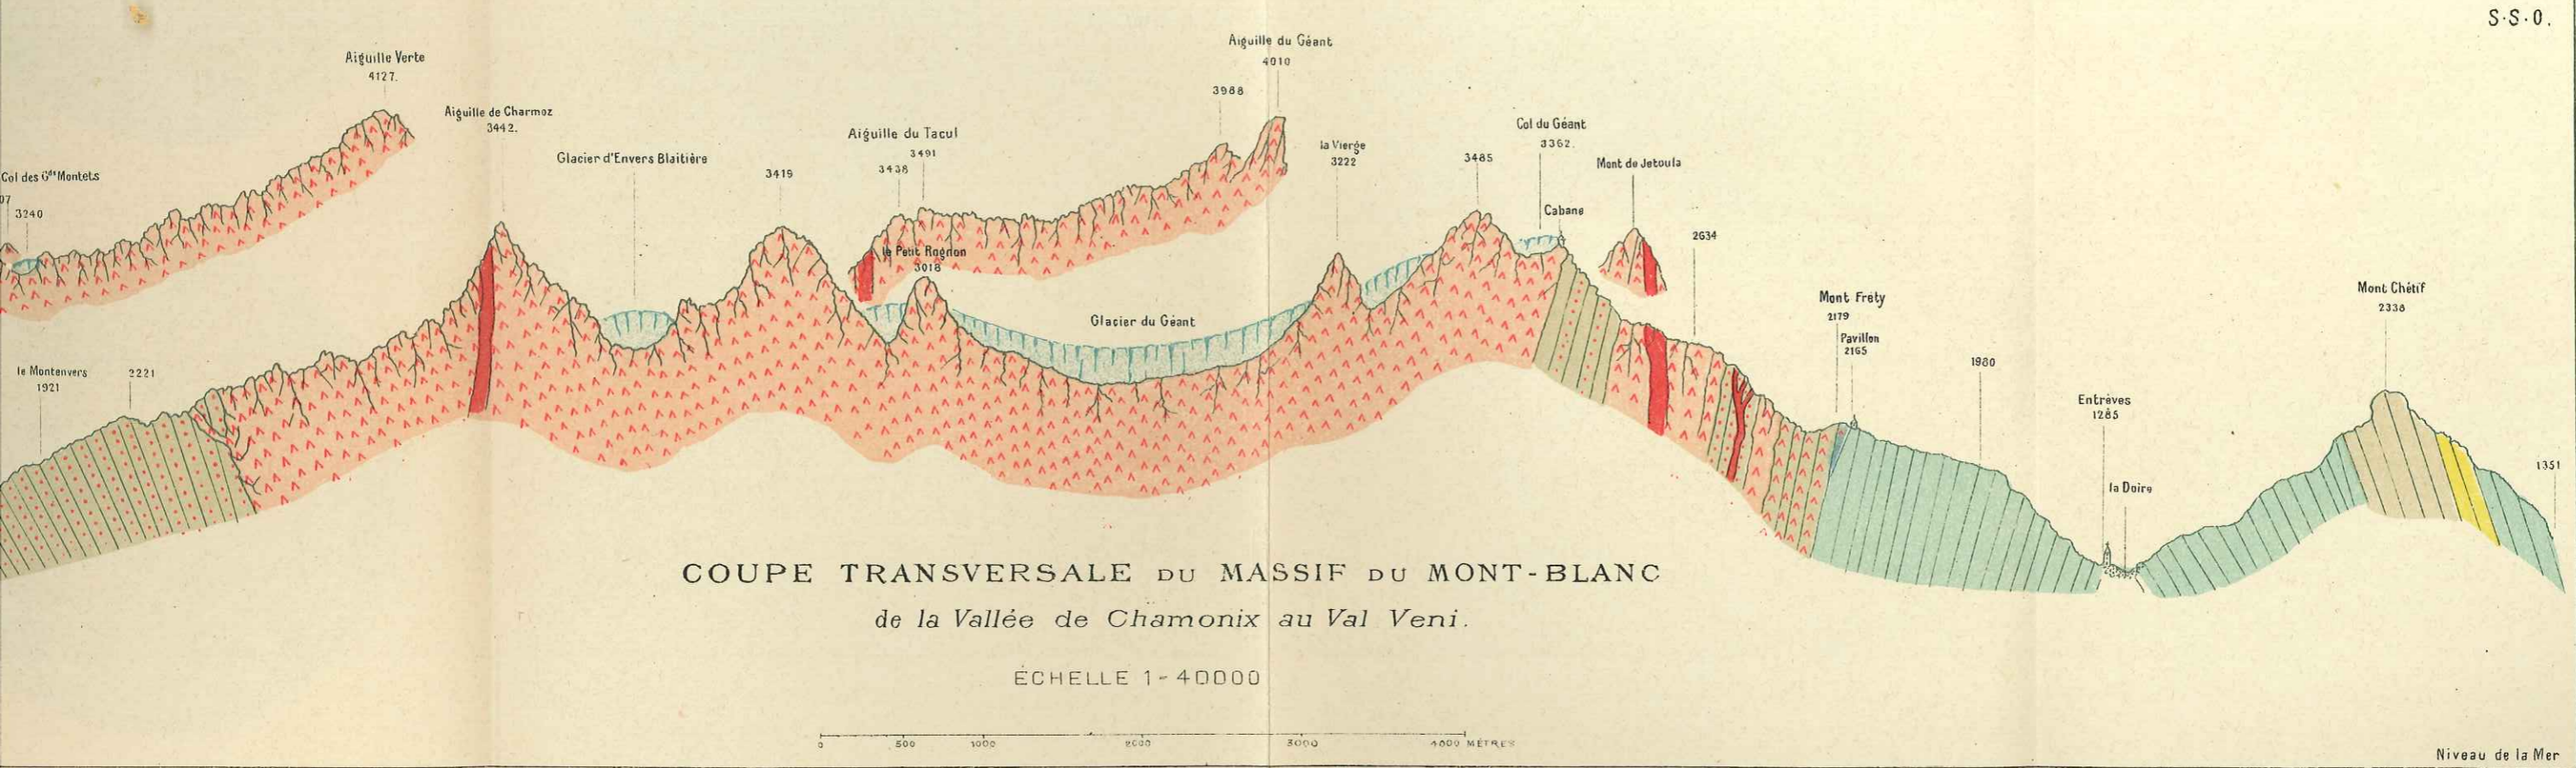 S·S·O.
Aiguille Verte
4127.
Aiguille de Charmoz
3442.
Col des Gds Montets
07
3240
Glacier d'Envers Blaitière
3419
Aiguille du Tacul
3491
3438
le Petit Rognon
3018
Aiguille du Géant
4010
3988
la Vierge
3222
3485
Col du Géant
3362.
Cabane
Mont de Jetoula
2634
Glacier du Géant
le Montenvers
1921
2221
Mont Frety
2179
Pavillon
2165
1980
Entrèves
1285
la Doire
Mont Chétif
2338
1351
COUPE TRANSVERSALE DU MASSIF DU MONT-BLANC
de la Vallée de Chamonix au Val Veni.
ÉCHELLE 1-40000
0 500 1000 2000 3000 4000 MÈTRES
Niveau de la Mer